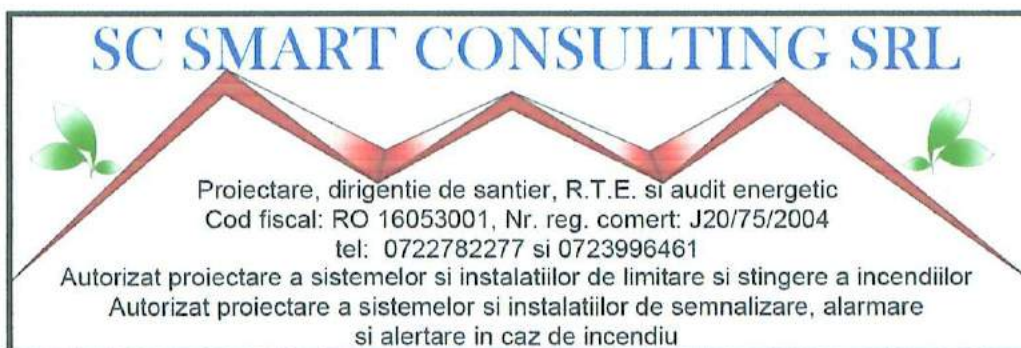 SC SMART CONSULTING SRL
Proiectare, dirigentie de santier, R.T.E. si audit energetic
Cod fiscal: RO 16053001, Nr. reg. comert: J20/75/2004
tel: 0722782277 si 0723996461
Autorizat proiectare a sistemelor si instalatiilor de limitare si stingere a incendiilor
Autorizat proiectare a sistemelor si instalatiilor de semnalizare, alarmare
si alertare in caz de incendiu